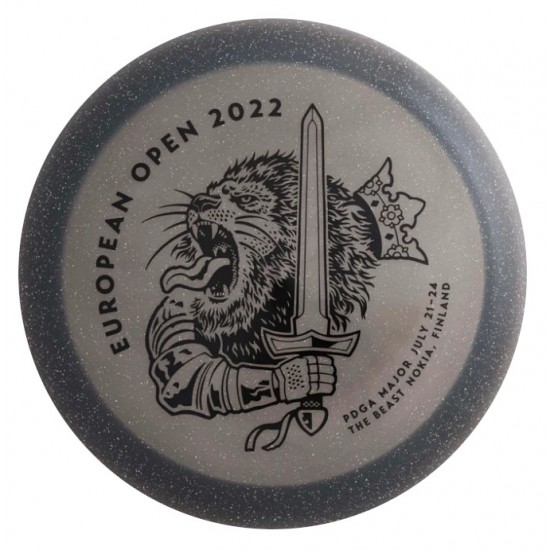 EUROPEAN OPEN 2022
PDGA MAJOR JULY 21-24
THE BEAST NOKIA, FINLAND